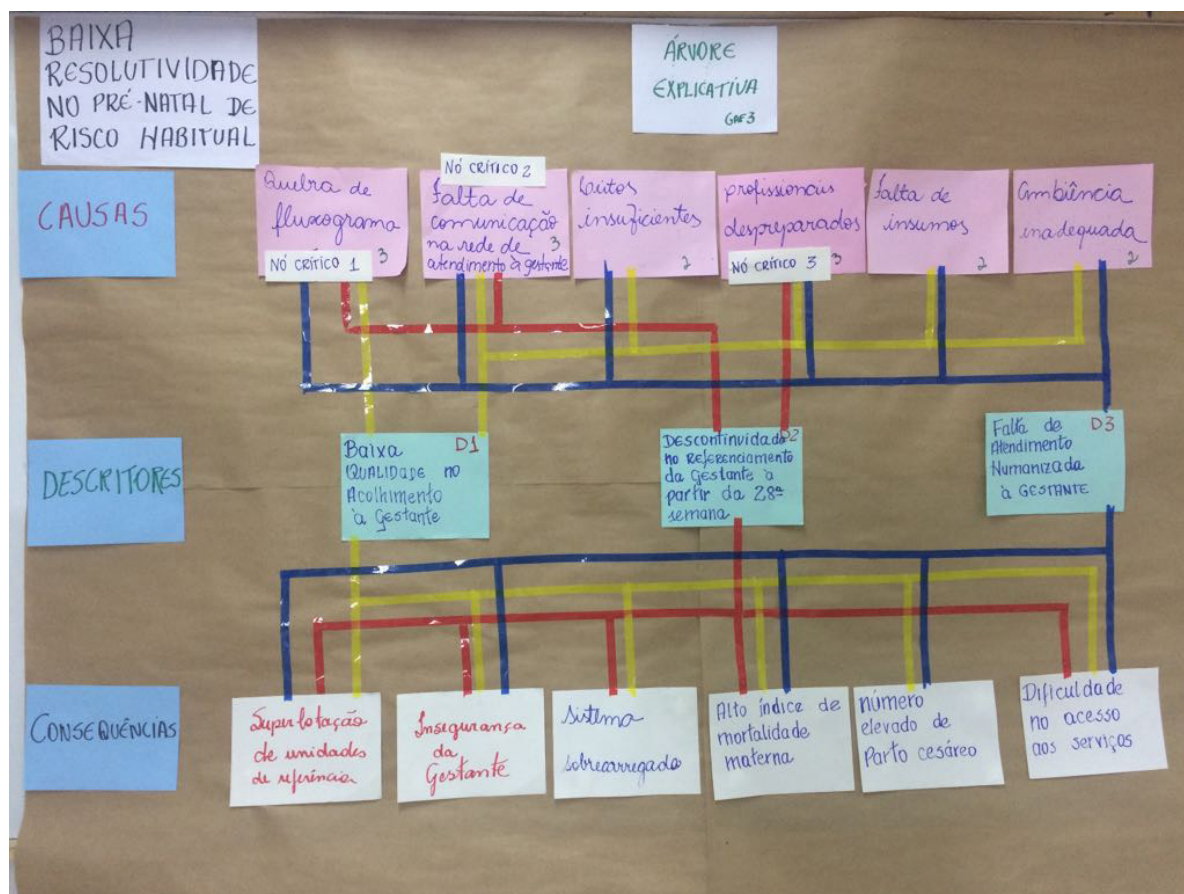 BAIXA
RESOLUTIVIDADE
NO PRÉ-NATAL DE
RISCO HABITUAL
ÁRVORE
EXPLICATIVA
GAF3
CAUSAS
Quebra de
fluxograma
3
NÓ CRÍTICO 1
NÓ CRÍTICO 2
Falta de
comunicação
na rede de 3
atendimento à gestante
Leitos
insuficientes
2
profissionais
despreparados
NÓ CRÍTICO 3 3
falta de
insumos
2
Ambiência
inadequada
2
DESCRITORES
Baixa D1
QUALIDADE no
Acolhimento
à Gestante
DESCONTINUIDADE D2
no Referenciamento
da Gestante à
partir da 28ª
semana
Falta de D3
Atendimento
Humanizada
à GESTANTE
CONSEQUÊNCIAS
Superlotação
de unidades
de referência
Insegurança
da
Gestante
Sistema
sobrecarregado
Alto índice de
mortalidade
materna
número
elevado de
Parto cesáreo
Dificuldade
no acesso
aos serviços